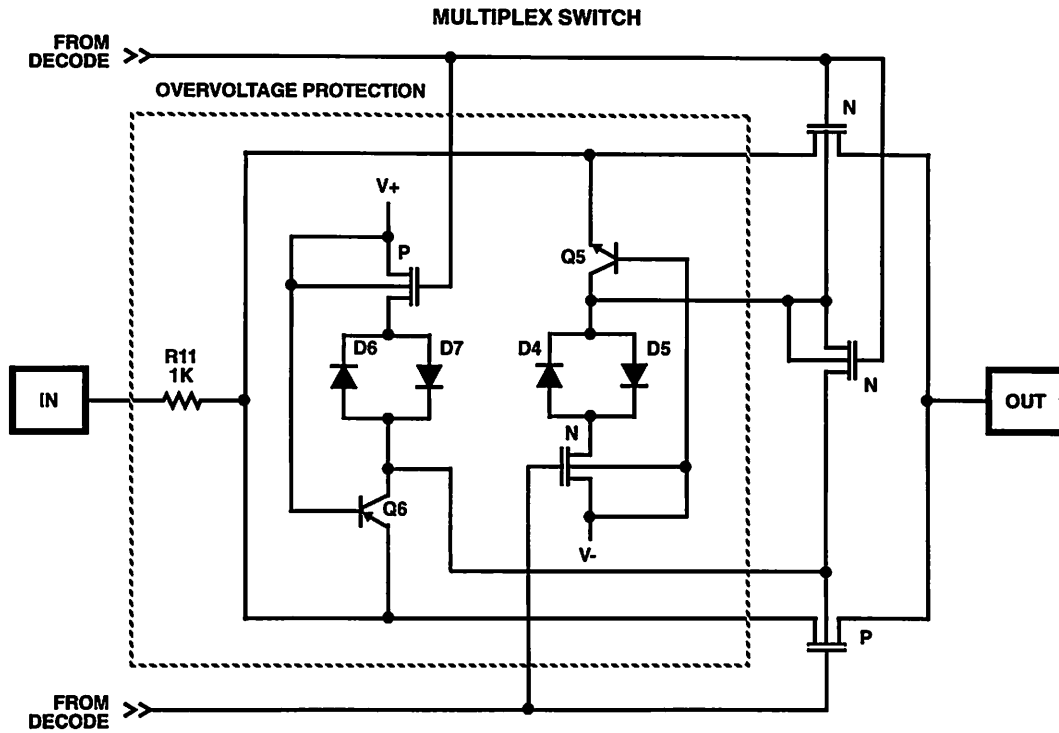 MULTIPLEX SWITCH
FROM
DECODE
OVERVOLTAGE PROTECTION
N
V+
P
Q5
D6
D7
D4
D5
R11
1K
IN
N
OUT
N
Q6
V-
P
FROM
DECODE